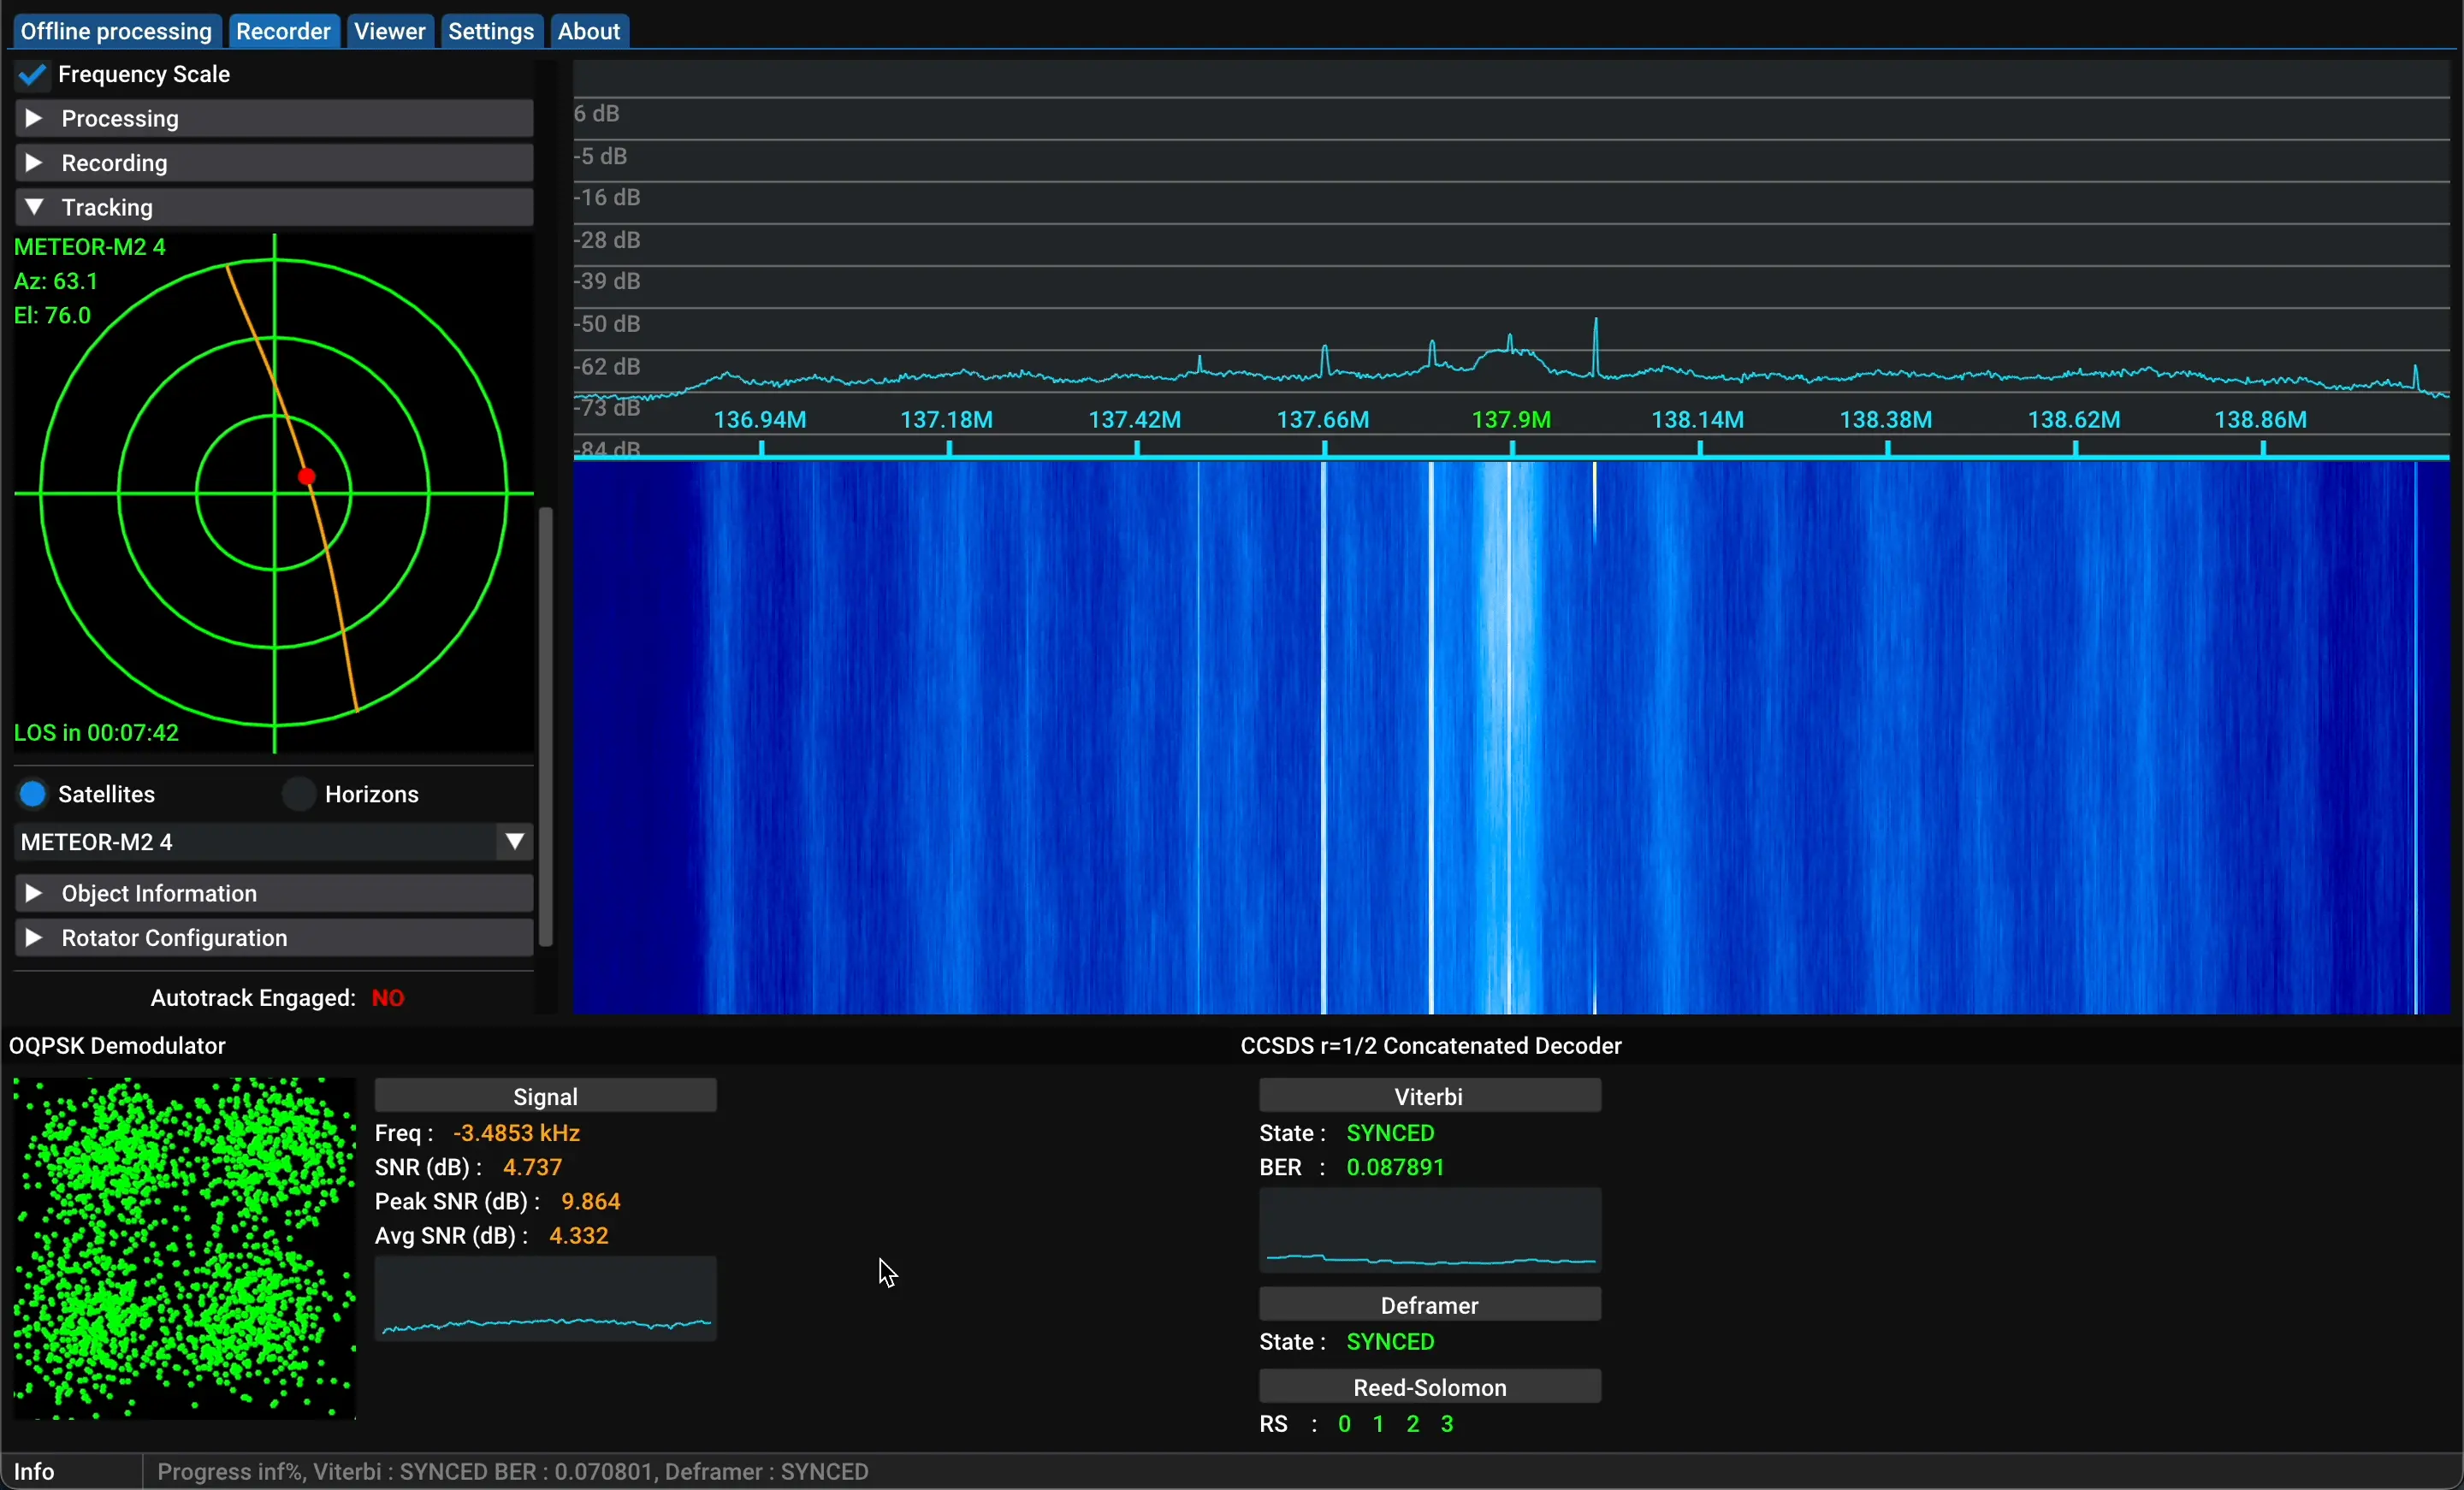 Offline processing Recorder Viewer Settings About
Frequency Scale
Processing
Recording
Tracking
METEOR-M2 4
Az: 63.1
El: 76.0
LOS in 00:07:42
Satellites Horizons
METEOR-M2 4
Object Information
Rotator Configuration
Autotrack Engaged: NO
6 dB
-5 dB
-16 dB
-28 dB
-39 dB
-50 dB
-62 dB
-73 dB
136.94M 137.18M 137.42M 137.66M 137.9M 138.14M 138.38M 138.62M 138.86M
-84 dB
OQPSK Demodulator
Signal
Freq : -3.4853 kHz
SNR (dB) : 4.737
Peak SNR (dB) : 9.864
Avg SNR (dB) : 4.332
CCSDS r=1/2 Concatenated Decoder
Viterbi
State : SYNCED
BER : 0.087891
Deframer
State : SYNCED
Reed-Solomon
RS : 0 1 2 3
Info Progress inf%, Viterbi : SYNCED BER : 0.070801, Deframer : SYNCED